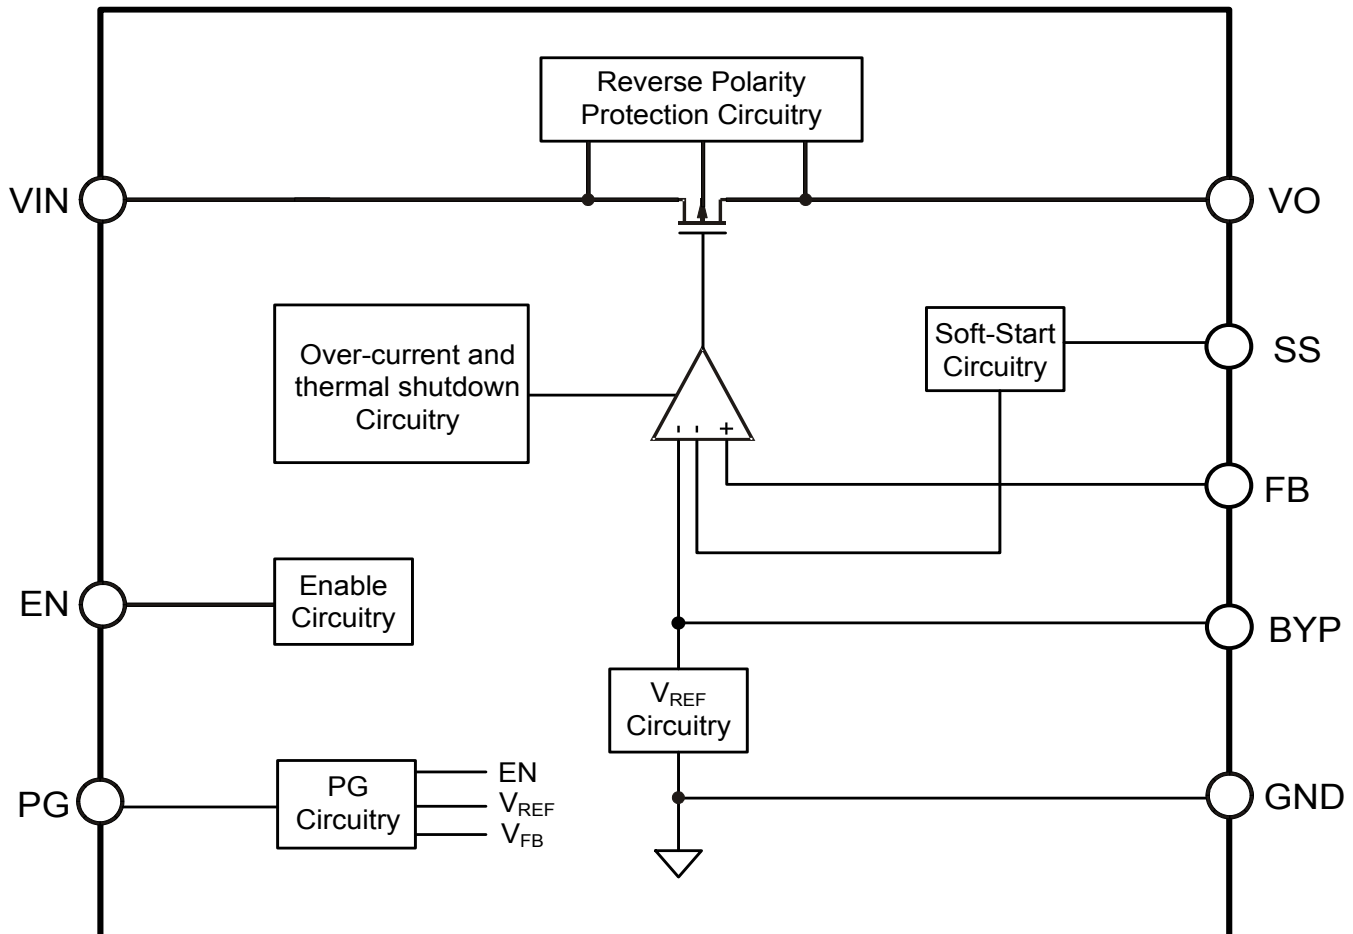 Reverse Polarity
Protection Circuitry
VIN
VO
Over-current and
thermal shutdown
Circuitry
Soft-Start
Circuitry
SS
- - +
FB
EN
Enable
Circuitry
BYP
VREF
Circuitry
PG
PG
Circuitry
EN
VREF
VFB
GND